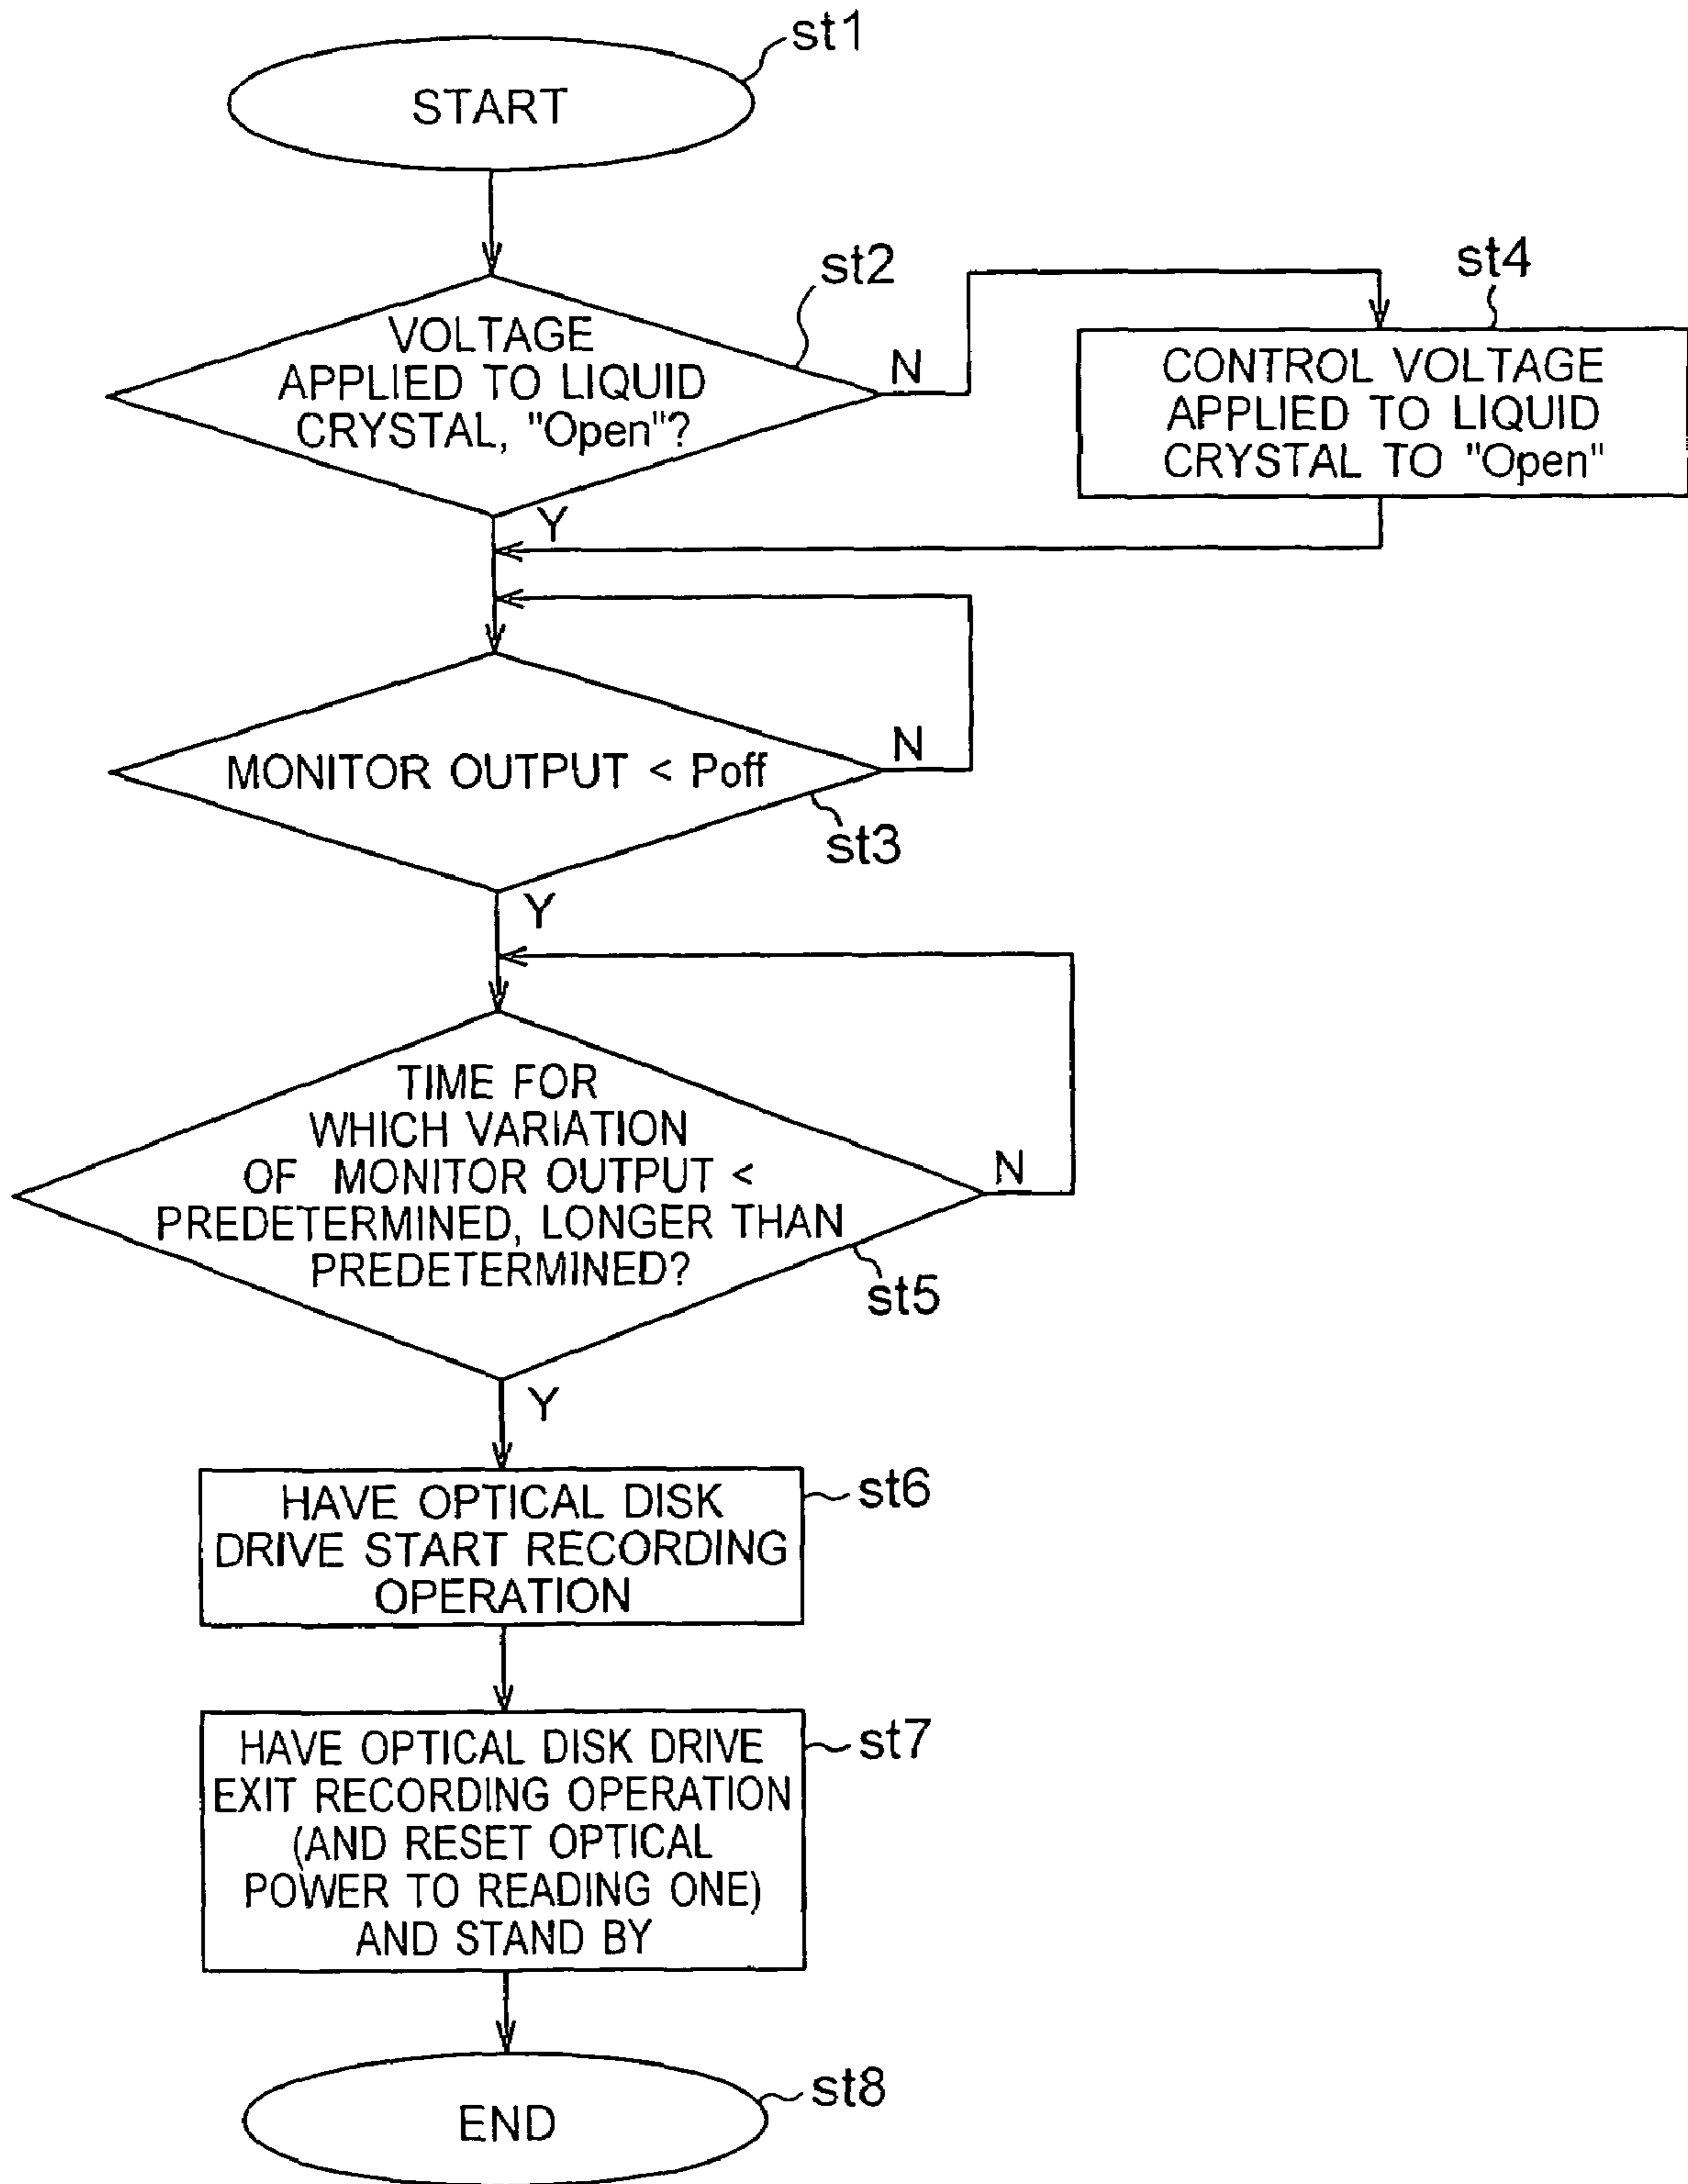 st1
START
st2
VOLTAGE
APPLIED TO LIQUID
CRYSTAL, "Open"?
N
st4
CONTROL VOLTAGE
APPLIED TO LIQUID
CRYSTAL TO "Open"
Y
MONITOR OUTPUT < Poff
N
st3
Y
TIME FOR
WHICH VARIATION
OF MONITOR OUTPUT <
PREDETERMINED, LONGER THAN
PREDETERMINED?
N
st5
Y
HAVE OPTICAL DISK
DRIVE START RECORDING
OPERATION
st6
HAVE OPTICAL DISK DRIVE
EXIT RECORDING OPERATION
(AND RESET OPTICAL
POWER TO READING ONE)
AND STAND BY
st7
END
st8